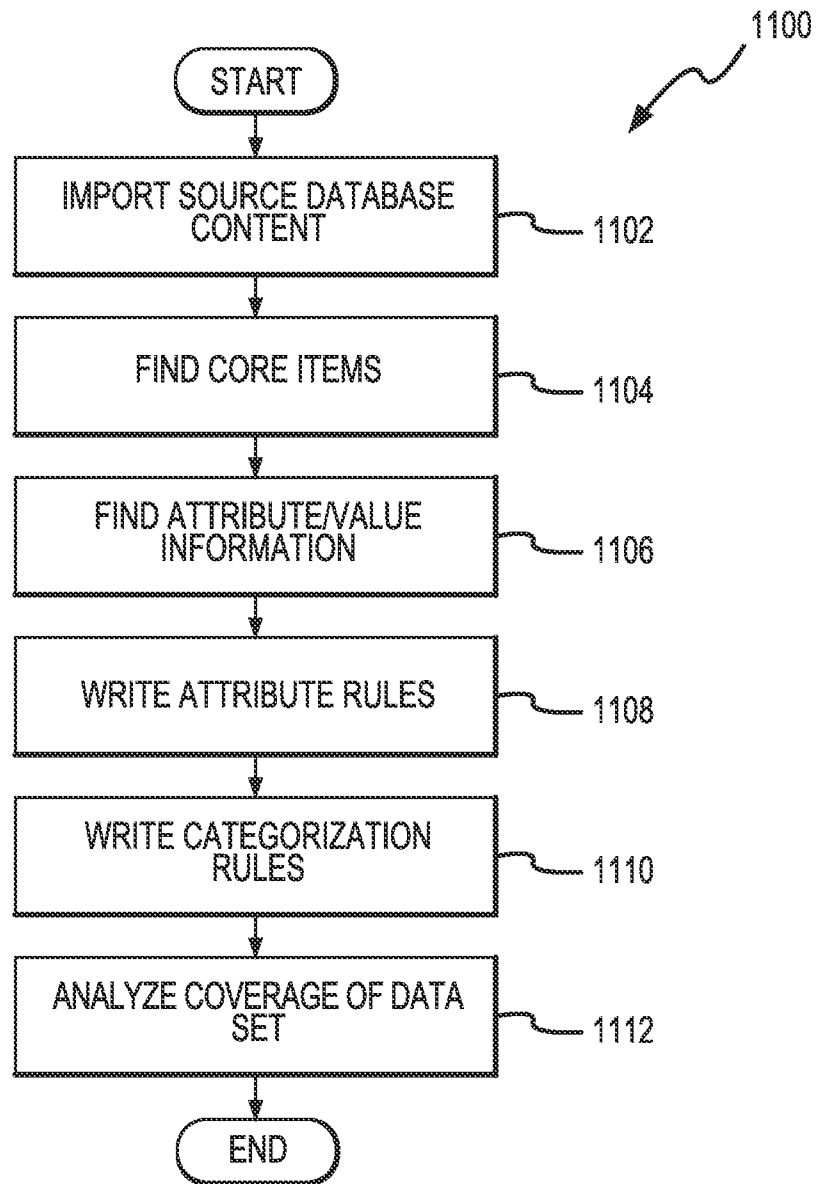 1100
START
IMPORT SOURCE DATABASE
CONTENT
1102
FIND CORE ITEMS
1104
FIND ATTRIBUTE/VALUE
INFORMATION
1106
WRITE ATTRIBUTE RULES
1108
WRITE CATEGORIZATION
RULES
1110
ANALYZE COVERAGE OF DATA
SET
1112
END